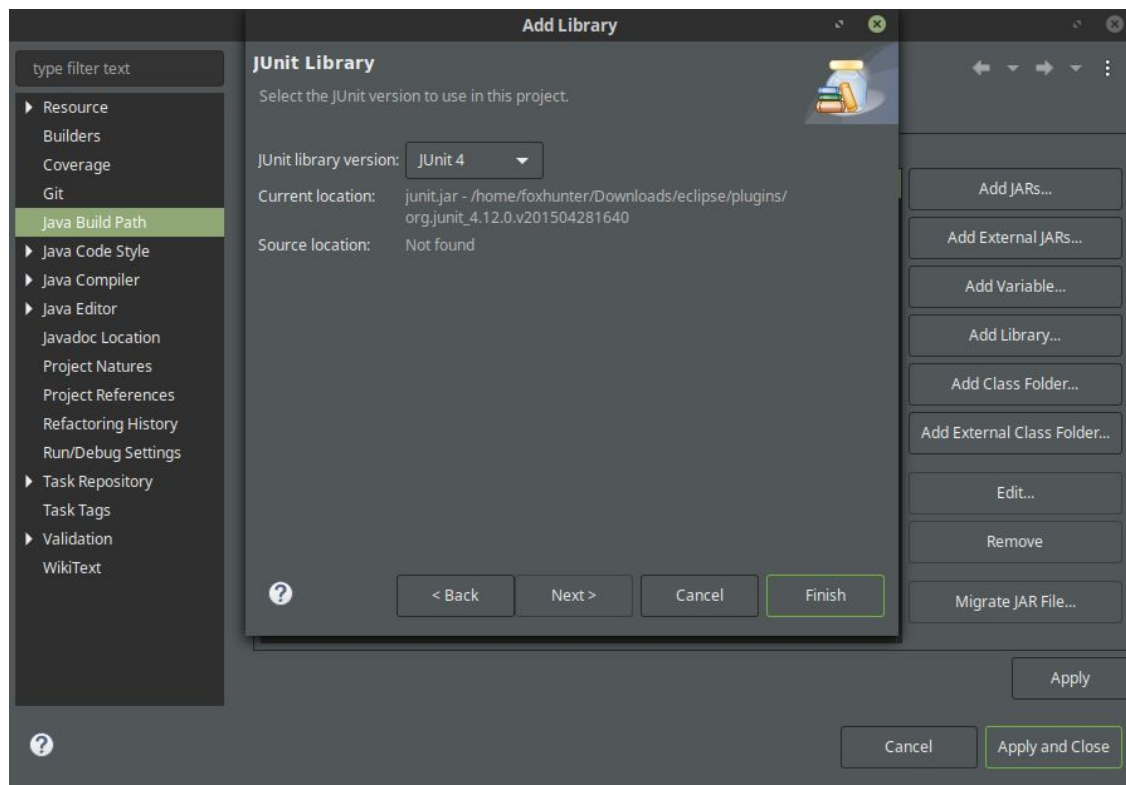 Add Library
type filter text
Resource
Builders
Coverage
Git
Java Build Path
Java Code Style
Java Compiler
Java Editor
Javadoc Location
Project Natures
Project References
Refactoring History
Run/Debug Settings
Task Repository
Task Tags
Validation
WikiText
JUnit Library
Select the JUnit version to use in this project.
JUnit library version: JUnit 4
Current location: junit.jar - /home/foxhunter/Downloads/eclipse/plugins/
org.junit_4.12.0.v201504281640
Source location: Not found
< Back Next > Cancel Finish
Add JARs...
Add External JARs...
Add Variable...
Add Library...
Add Class Folder...
Add External Class Folder...
Edit...
Remove
Migrate JAR File...
Apply
Cancel Apply and Close